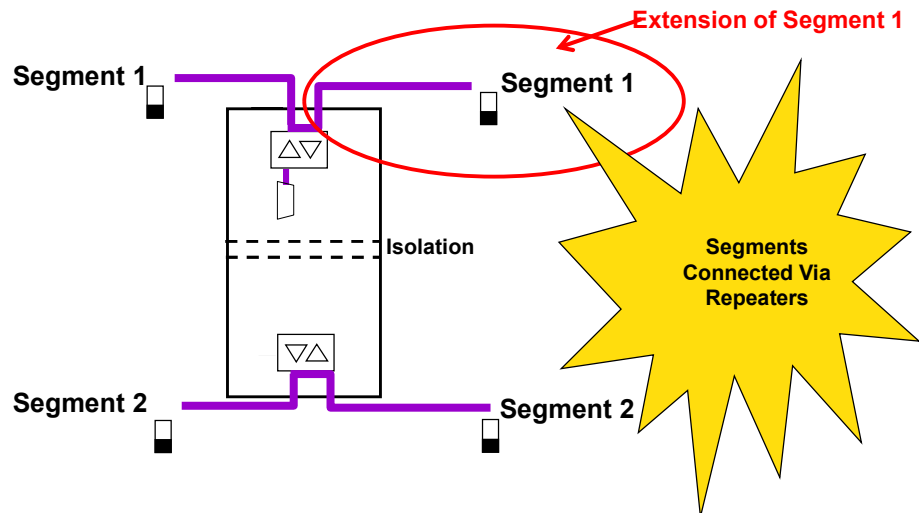 Extension of Segment 1
Segment 1
Segment 1
Isolation
Segments
Connected Via
Repeaters
Segment 2
Segment 2